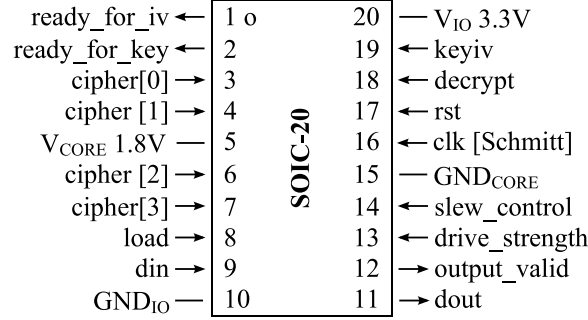 ready_for_iv 1 o 20 V_IO 3.3V
ready_for_key 2 19 keyiv
cipher[0] 3 18 decrypt
cipher [1] 4 17 rst
V_CORE 1.8V 5 16 clk [Schmitt]
cipher [2] 6 15 GND_CORE
cipher[3] 7 14 slew_control
load 8 13 drive_strength
din 9 12 output_valid
GND_IO 10 11 dout
SOIC-20